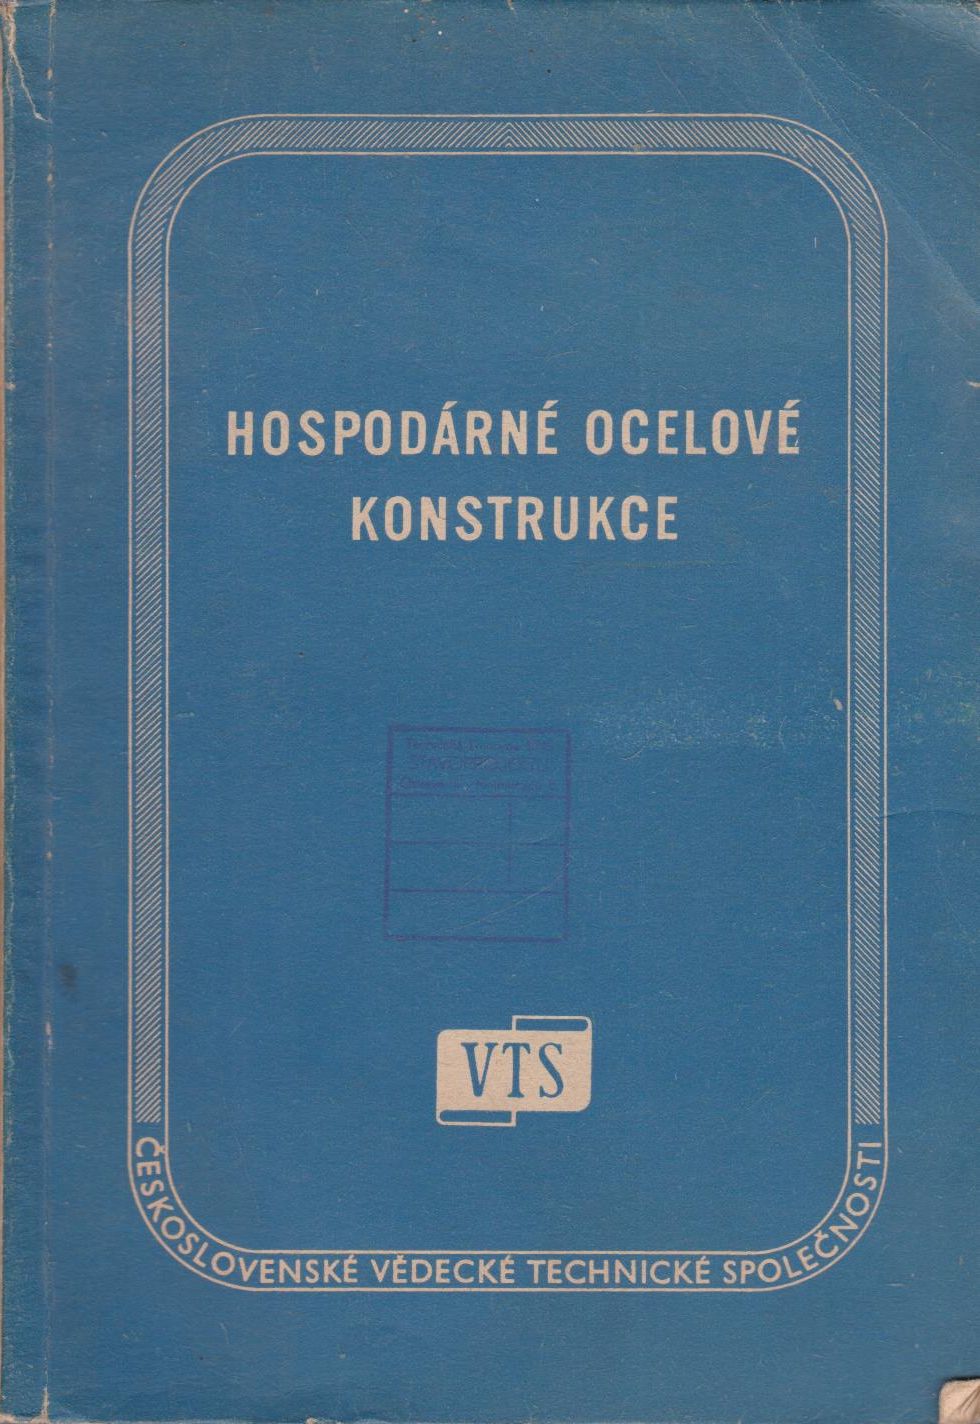 HOSPODÁRNÉ OCELOVÉ
KONSTRUKCE
VTS
ČESKOSLOVENSKÉ VĚDECKÉ TECHNICKÉ SPOLEČNOSTI